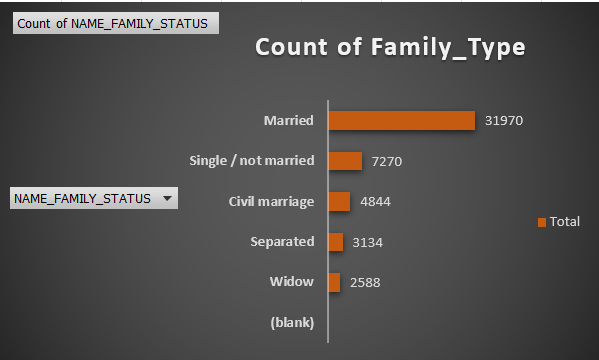 Count of NAME_FAMILY_STATUS
Count of Family_Type
Married 31970
Single / not married 7270
NAME_FAMILY_STATUS
Civil marriage 4844
Separated 3134
Total
Widow 2588
(blank)